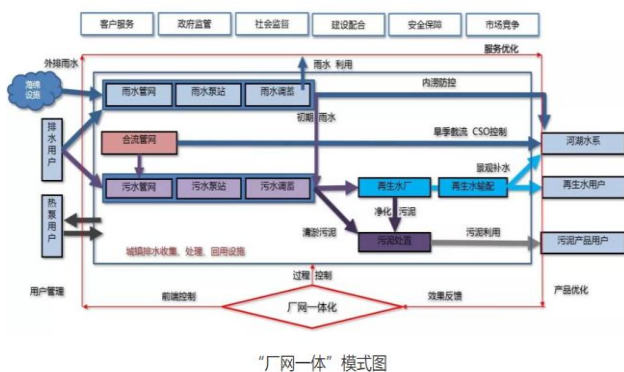 客户服务 政府监管 社会监督 建设配合 安全保障 市场竞争
服务优化
外排雨水
雨水 利用
海绵设施
雨水管网 雨水泵站 雨水调蓄
内涝防控
初期 雨水
排水用户
合流管网
旱季截流 CSO控制
河湖水系
景观补水
污水管网 污水泵站 污水调蓄
再生水厂 再生水输配
再生水用户
热泵用户
净化 污泥
清淤污泥
污泥处置
污泥利用
污泥产品用户
城镇排水收集、处理、回用设施
过程 控制
用户管理
前端控制
厂网一体化
效果反馈
产品优化
“厂网一体”模式图